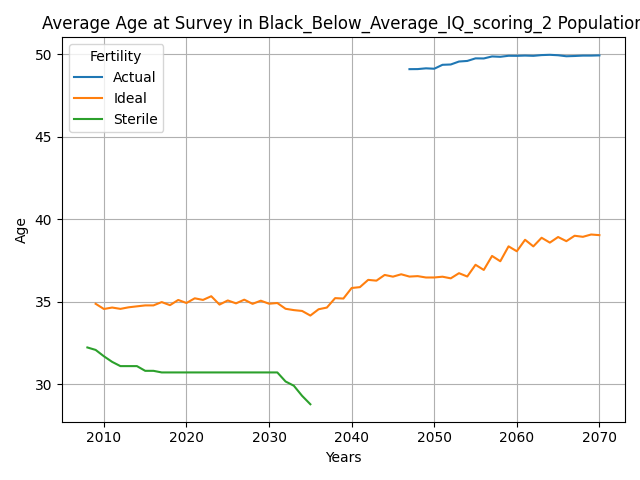 Average Age at Survey in Black_Below_Average_IQ_scoring_2 Population
Fertility
Actual
Ideal
Sterile
50
45
40
35
30
Age
2010 2020 2030 2040 2050 2060 2070
Years